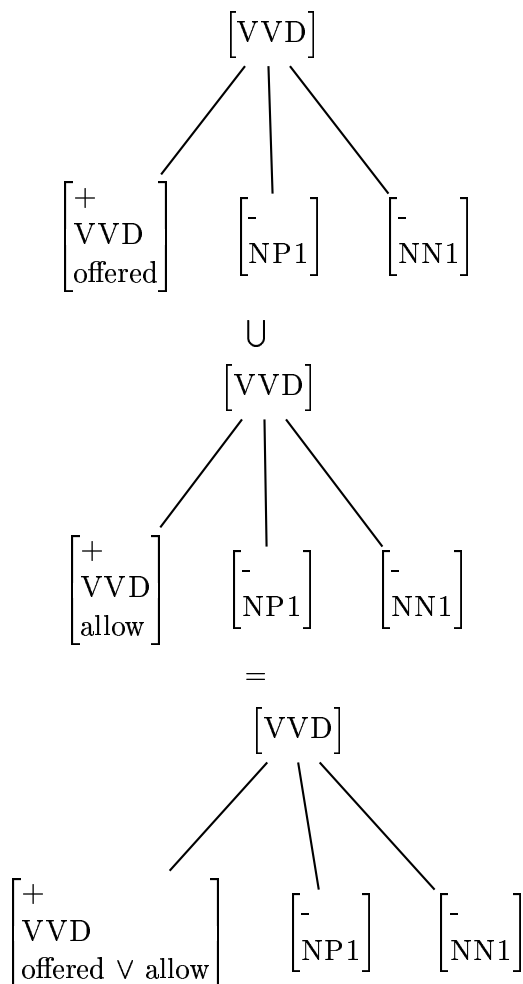 [VVD]
+ - -
VVD NP1 NN1
offered
∪
[VVD]
+ - -
VVD NP1 NN1
allow
=
[VVD]
+ - -
VVD NP1 NN1
offered ∨ allow